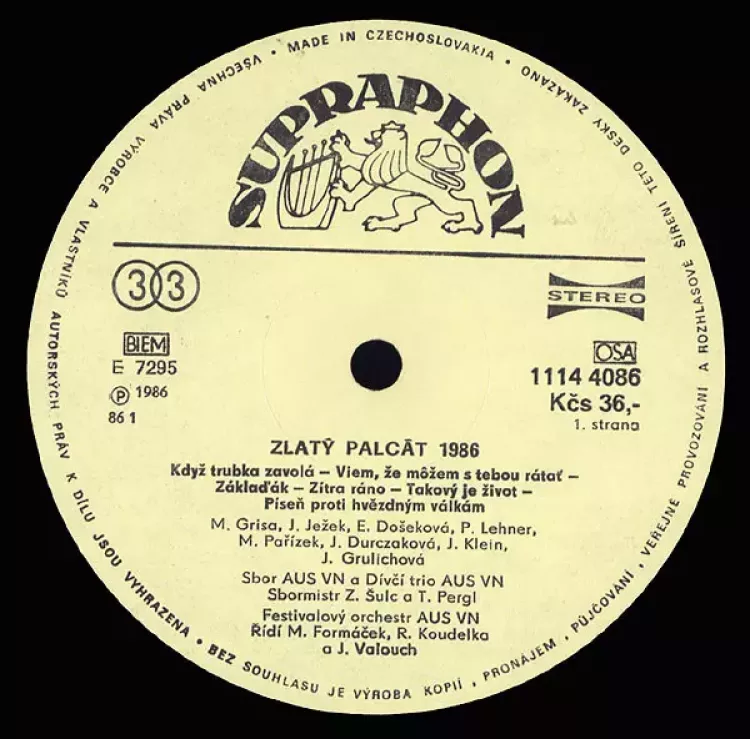 MADE IN CZECHOSLOVAKIA • VŠECHNA PRÁVA VÝROBCE A VLASTNÍKŮ AUTORSKÝCH PRÁV K DÍLU JSOU VYHRAZENA • BEZ SOUHLASU JE VÝROBA KOPIÍ, PRONÁJEM, PŮJČOVÁNÍ, VEŘEJNÉ PROVOZOVÁNÍ A ROZHLASOVÉ ŠÍŘENÍ TÉTO DESKY ZAKÁZÁNO •
SUPRAPHON
33
STEREO
BIEM
E 7295
Ⓟ 1986
86 1
OSA
1114 4086
Kčs 36,-
1. strana
ZLATÝ PALCÁT 1986
Když trubka zavolá – Viem, že môžem s tebou rátať –
Záklaďák – Zítra ráno – Takový je život –
Píseň proti hvězdným válkám
M. Grisa, J. Ježek, E. Došeková, P. Lehner,
M. Pařízek, J. Durczaková, J. Klein,
J. Grulichová
Sbor AUS VN a Dívčí trio AUS VN
Sbormistr Z. Šulc a T. Pergl
Festivalový orchestr AUS VN
Řídí M. Formáček, R. Koudelka
a J. Valouch